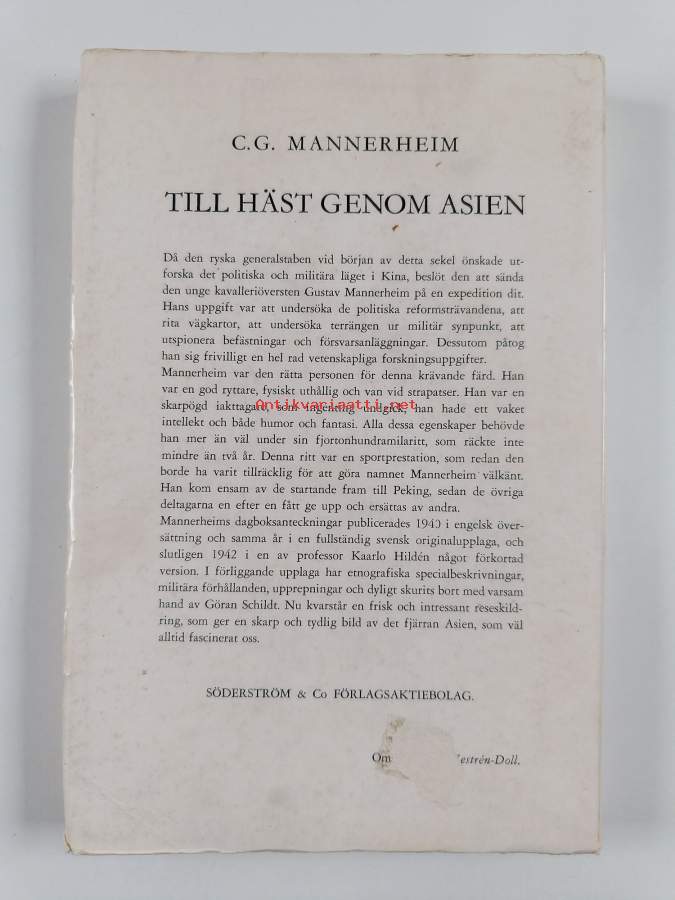 C.G. MANNERHEIM
TILL HÄST GENOM ASIEN
Då den ryska generalstaben vid början av detta sekel önskade ut-
forska det politiska och militära läget i Kina, beslöt den att sända
den unge kavalleriöversten Gustav Mannerheim på en expedition dit.
Hans uppgift var att undersöka de politiska reformsträvandena, att
rita vägkartor, att undersöka terrängen ur militär synpunkt, att
utspionera befästningar och försvarsanläggningar. Dessutom påtog
han sig frivilligt en hel rad vetenskapliga forskningsuppgifter.
Mannerheim var den rätta personen för denna krävande färd. Han
var en god ryttare, fysiskt uthållig och van vid strapatser. Han var en
skarpögd iakttagare, som ingenting undgick, han hade ett vaket
Antikvariaatti.net
intellekt och både humor och fantasi. Alla dessa egenskaper behövde
han mer än väl under sin fjortonhundramilaritt, som räckte inte
mindre än två år. Denna ritt var en sportprestation, som redan den
borde ha varit tillräcklig för att göra namnet Mannerheim välkänt.
Han kom ensam av de startande fram till Peking, sedan de övriga
deltagarna en efter en fått ge upp och ersättas av andra.
Mannerheims dagboksanteckningar publicerades 1940 i engelsk över-
sättning och samma år i en fullständig svensk originalupplaga, och
slutligen 1942 i en av professor Kaarlo Hildén något förkortad
version. I förliggande upplaga har etnografiska specialbeskrivningar,
militära förhållanden, upprepningar och dyligt skurits bort med varsam
hand av Göran Schildt. Nu kvarstår en frisk och intressant reseskild-
ring, som ger en skarp och tydlig bild av det fjärran Asien, som väl
alltid fascinerat oss.
SÖDERSTRÖM & Co FÖRLAGSAKTIEBOLAG.
Om estrén-Doll.